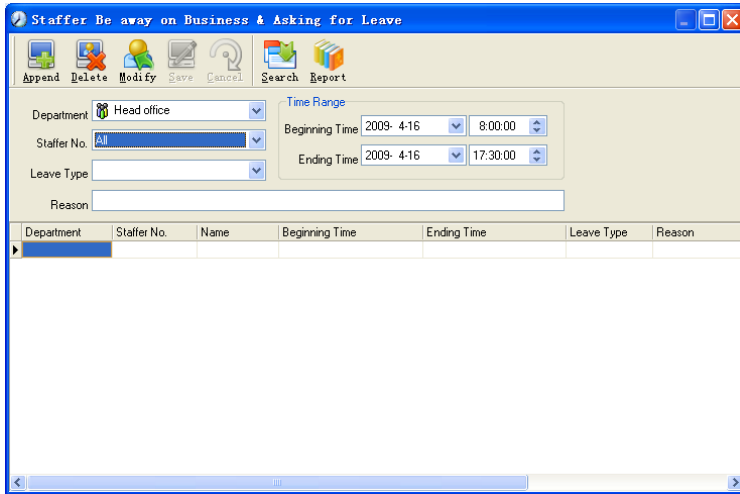 Staffer Be away on Business & Asking for Leave
Append Delete Modify Save Cancel Search Report
Department Head office
Staffer No. All
Leave Type
Reason
Time Range
Beginning Time 2009- 4-16 8:00:00
Ending Time 2009- 4-16 17:30:00
Department Staffer No. Name Beginning Time Ending Time Leave Type Reason